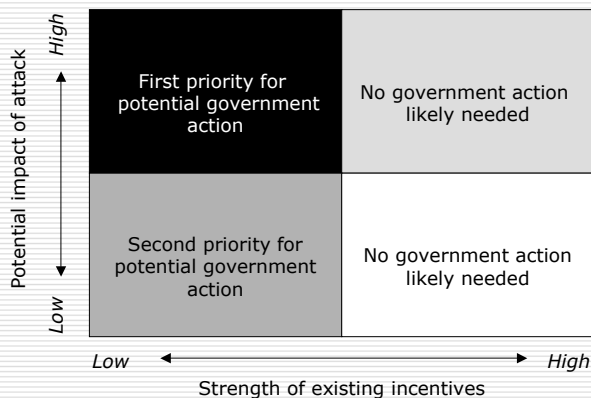 High
Potential impact of attack
Low
First priority for
potential government
action
No government action
likely needed
Second priority for
potential government
action
No government action
likely needed
Low
High
Strength of existing incentives